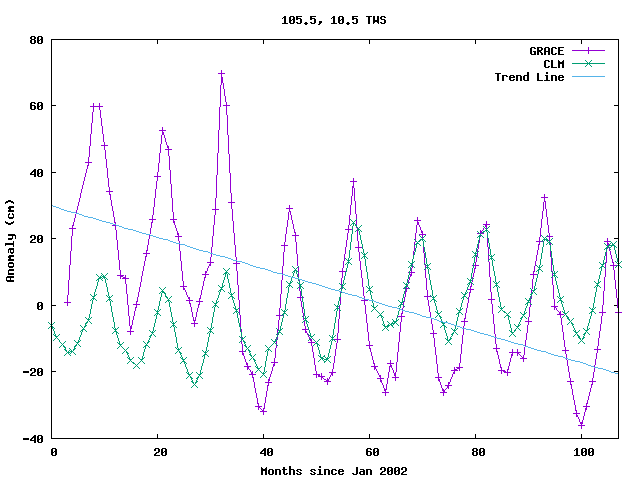 105.5, 10.5 TWS
GRACE
CLM
Trend Line
Anomaly (cm)
80
60
40
20
0
-20
-40
0 20 40 60 80 100
Months since Jan 2002